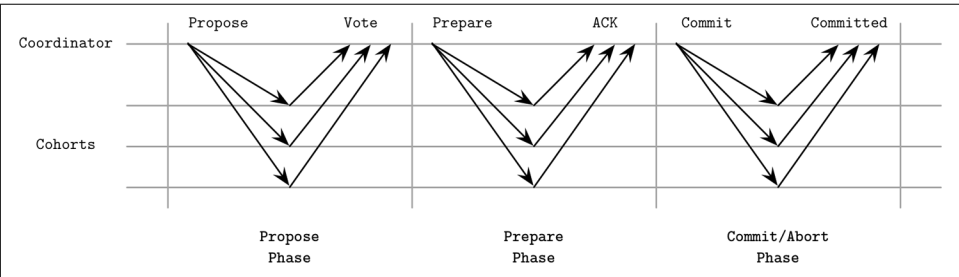 Propose Vote Prepare ACK Commit Committed
Coordinator
Cohorts
Propose Prepare Commit/Abort
Phase Phase Phase